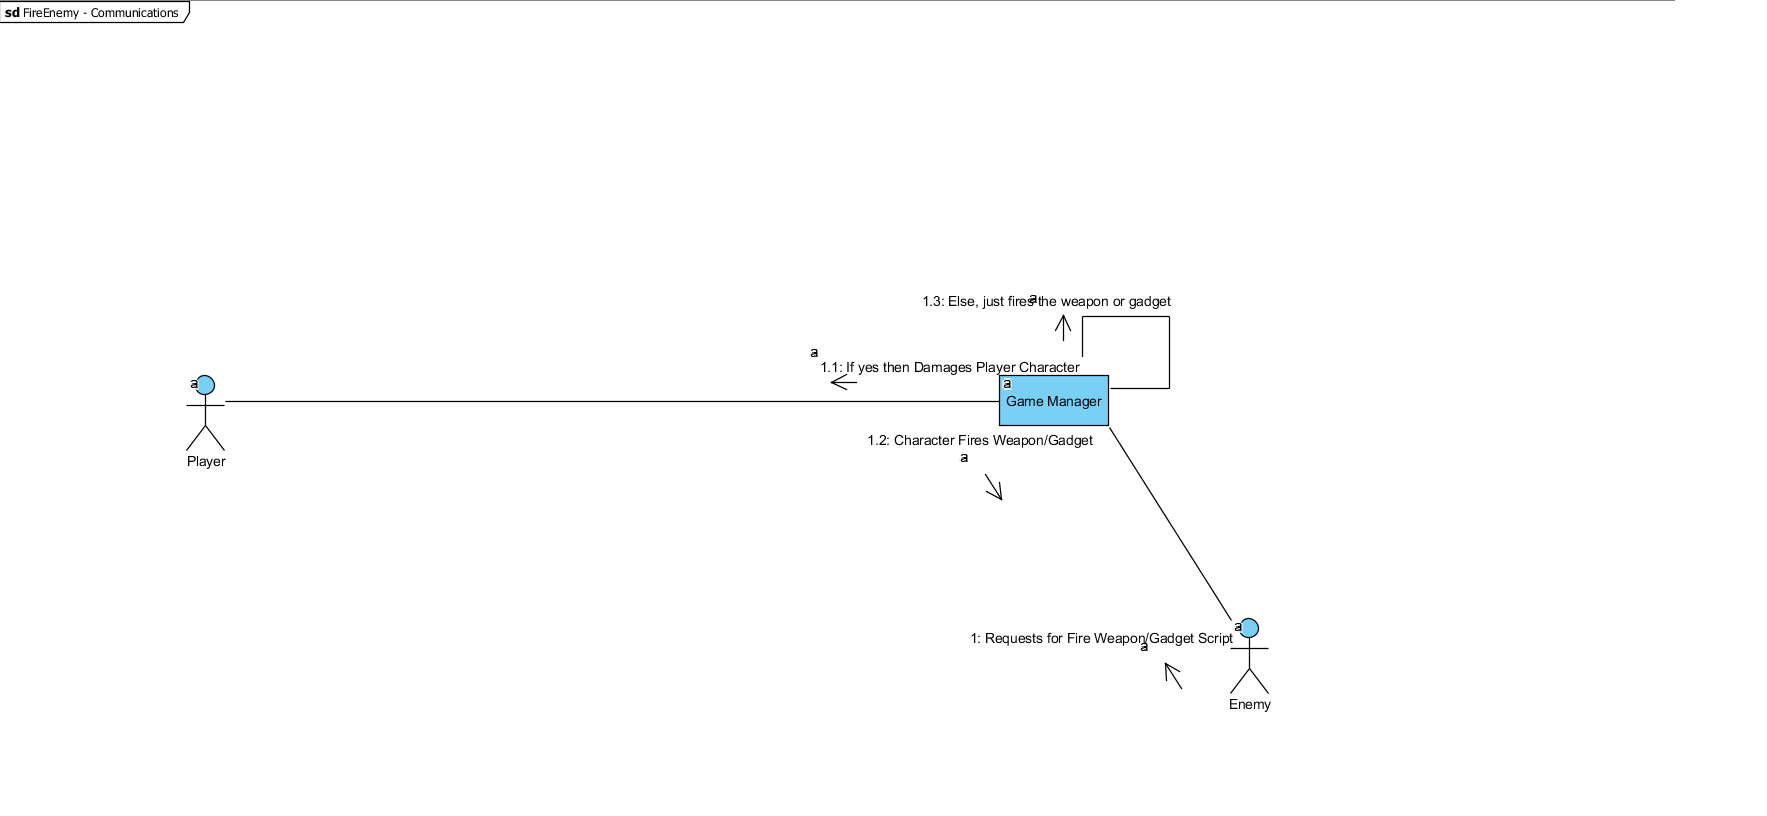 sd FireEnemy - Communications
1.3: Else, just fires the weapon or gadget
a
a
1.1: If yes then Damages Player Character
a
a
Game Manager
1.2: Character Fires Weapon/Gadget
a
Player
a
1: Requests for Fire Weapon/Gadget Script
a
Enemy